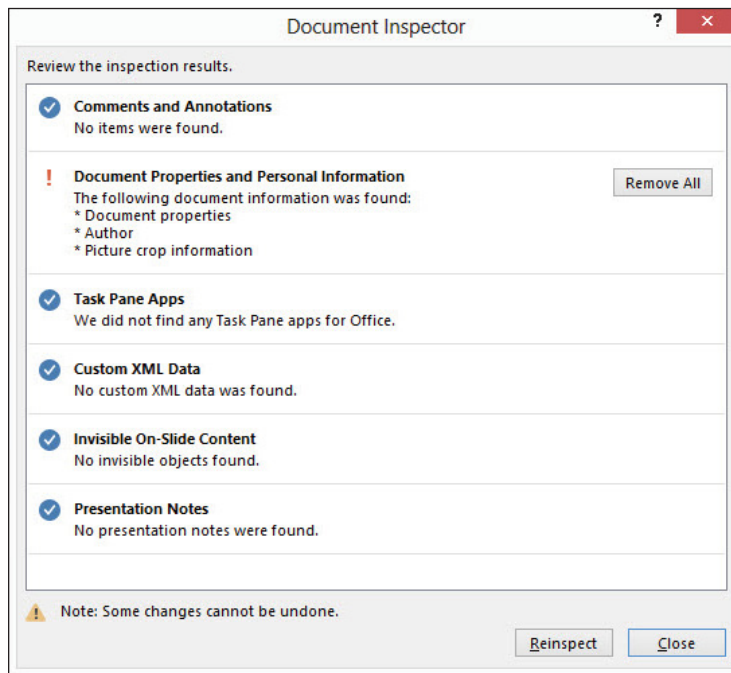 Document Inspector
?
Review the inspection results.
Comments and Annotations
No items were found.
! Document Properties and Personal Information
Remove All
The following document information was found:
* Document properties
* Author
* Picture crop information
Task Pane Apps
We did not find any Task Pane apps for Office.
Custom XML Data
No custom XML data was found.
Invisible On-Slide Content
No invisible objects found.
Presentation Notes
No presentation notes were found.
Note: Some changes cannot be undone.
Reinspect Close